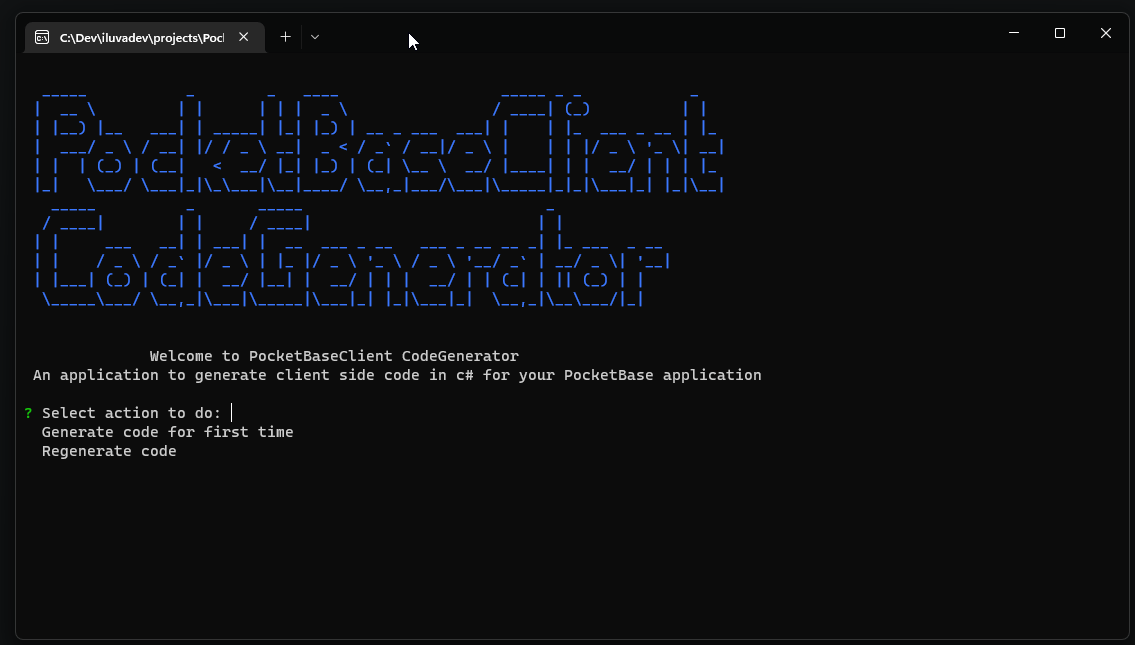 C:\Dev\iluvadev\projects\Poc
PocketBaseClient
CodeGenerator
Welcome to PocketBaseClient CodeGenerator
An application to generate client side code in c# for your PocketBase application
? Select action to do:
Generate code for first time
Regenerate code